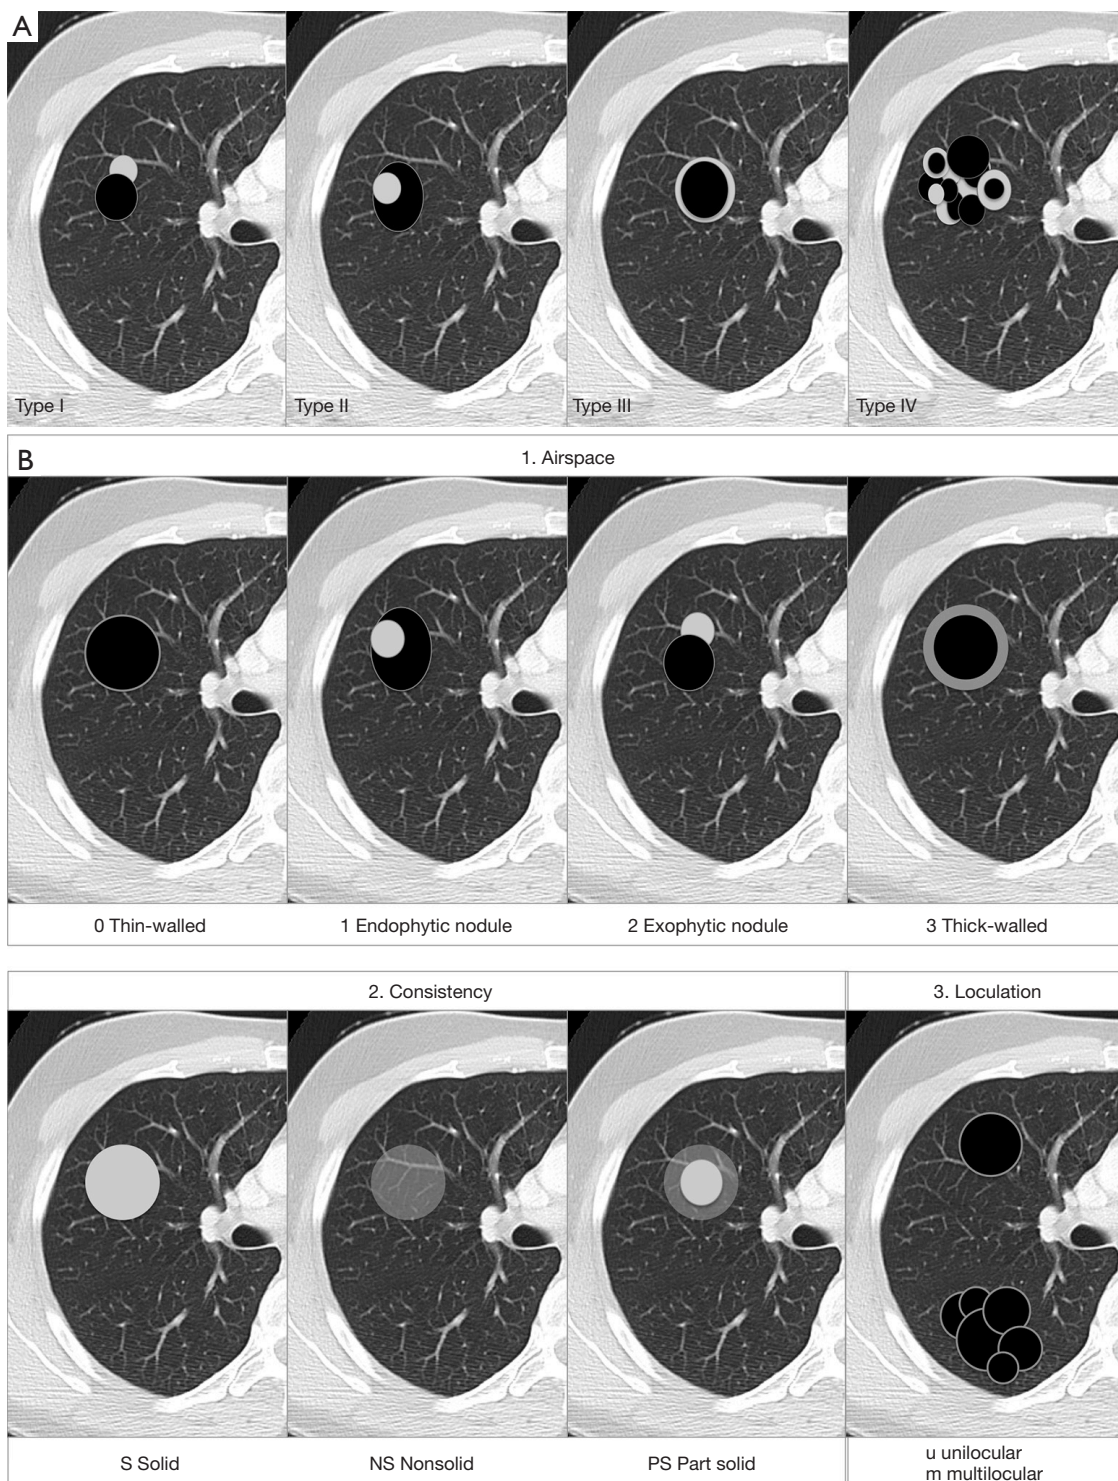 A
Type I
Type II
Type III
Type IV
B
1. Airspace
0 Thin-walled
1 Endophytic nodule
2 Exophytic nodule
3 Thick-walled
2. Consistency
3. Loculation
S Solid
NS Nonsolid
PS Part solid
u unilocular
m multilocular